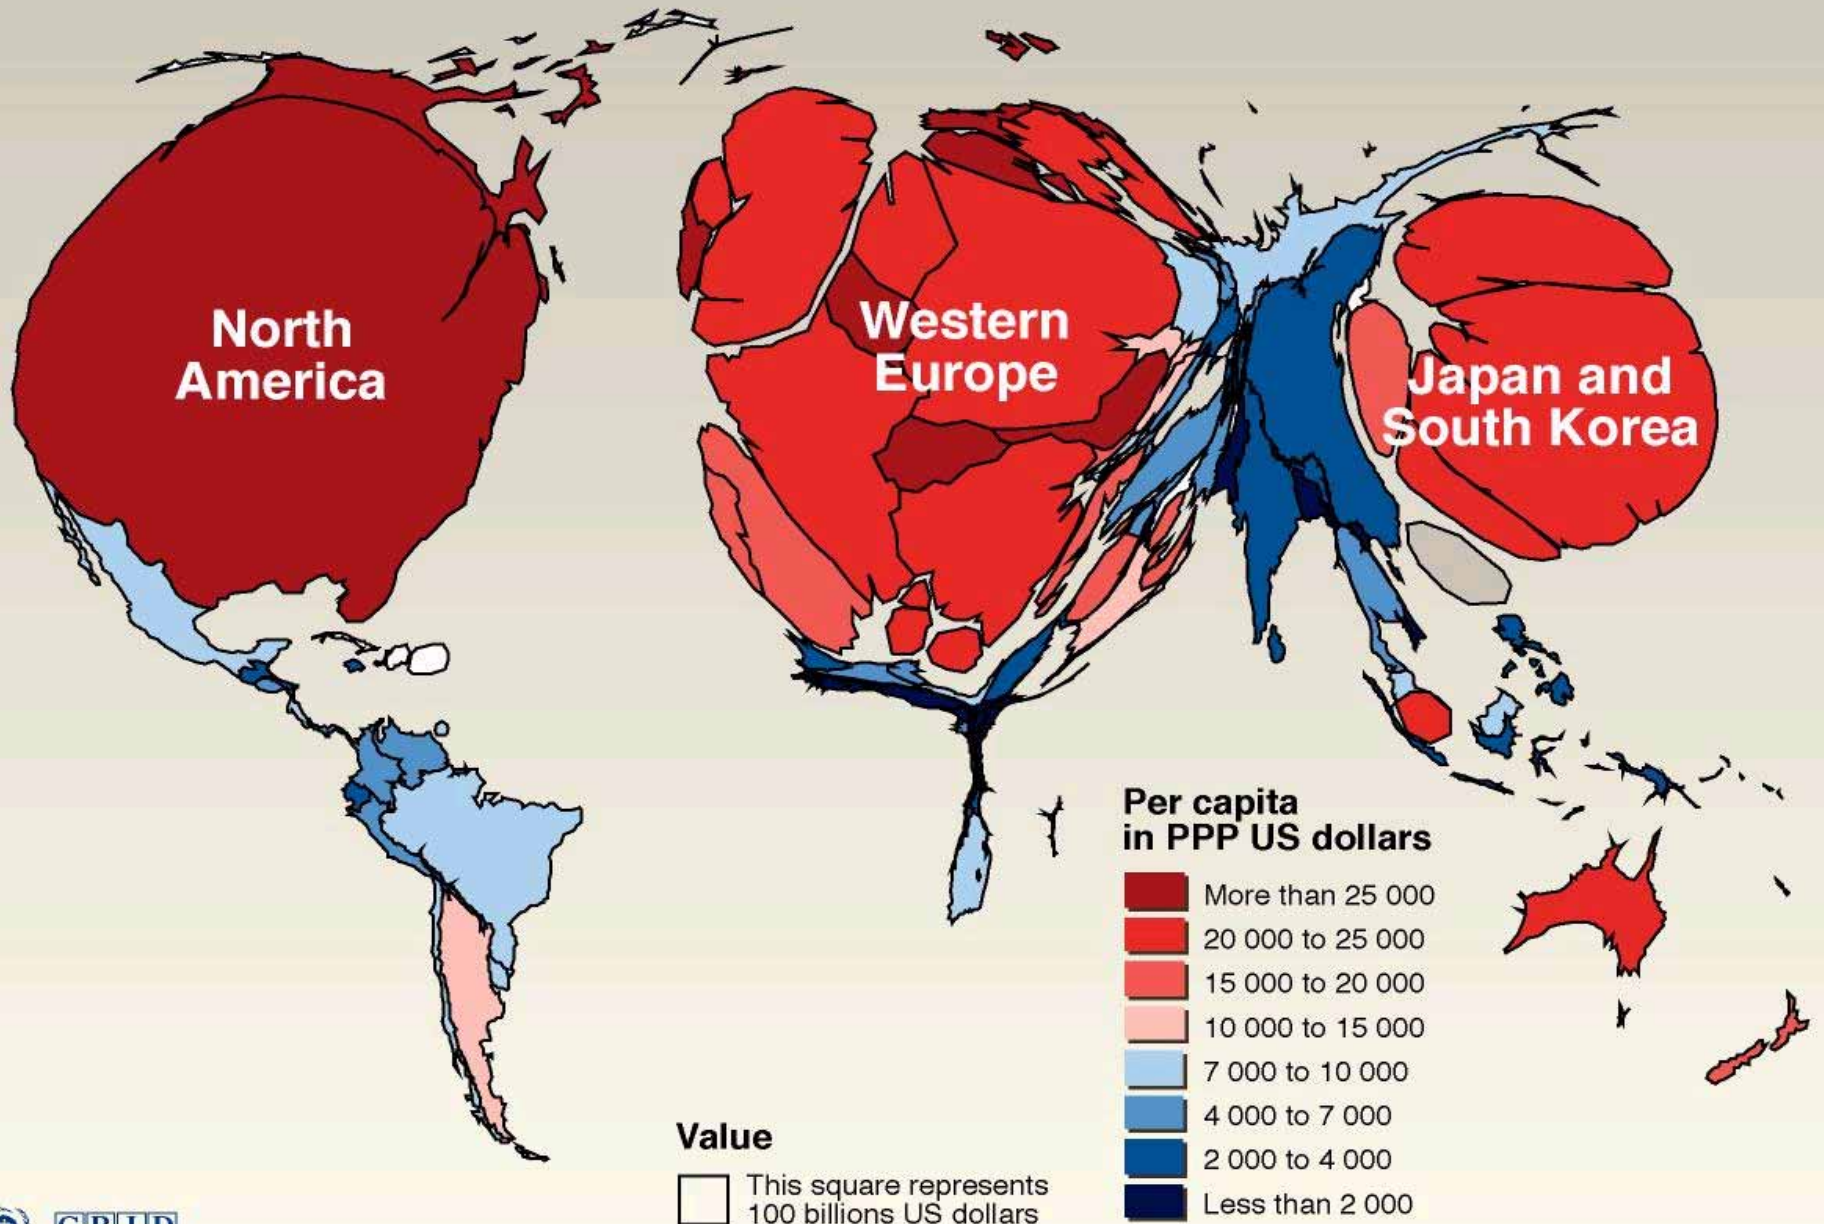 North
America
Western
Europe
Japan and
South Korea
Per capita
in PPP US dollars
More than 25 000
20 000 to 25 000
15 000 to 20 000
10 000 to 15 000
7 000 to 10 000
4 000 to 7 000
2 000 to 4 000
Less than 2 000
Value
This square represents
100 billions US dollars
GRID